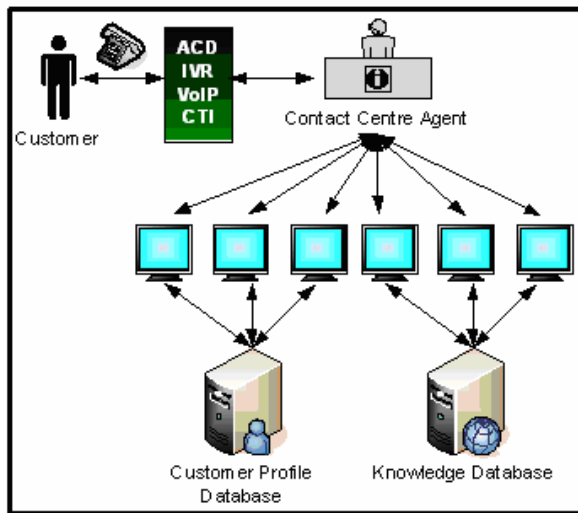 ACD
IVR
VoIP
CTI
Customer
Contact Centre Agent
i
Customer Profile
Database
Knowledge Database